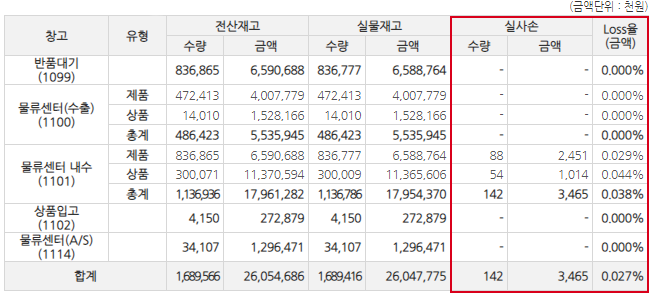 (금액단위 : 천원)
창고 유형 전산재고 실물재고 실사손 Loss율
(금액)
수량 금액 수량 금액 수량 금액
반품대기
(1099) 836,865 6,590,688 836,777 6,588,764 - - 0.000%
물류센터(수출)
(1100) 제품 472,413 4,007,779 472,413 4,007,779 - - 0.000%
상품 14,010 1,528,166 14,010 1,528,166 - - 0.000%
총계 486,423 5,535,945 486,423 5,535,945 - - 0.000%
물류센터 내수
(1101) 제품 836,865 6,590,688 836,777 6,588,764 88 2,451 0.029%
상품 300,071 11,370,594 300,009 11,365,606 54 1,014 0.044%
총계 1,136,936 17,961,282 1,136,786 17,954,370 142 3,465 0.038%
상품입고
(1102) 4,150 272,879 4,150 272,879 - - 0.000%
물류센터(A/S)
(1114) 34,107 1,296,471 34,107 1,296,471 - - 0.000%
합계 1,689,566 26,054,686 1,689,416 26,047,775 142 3,465 0.027%